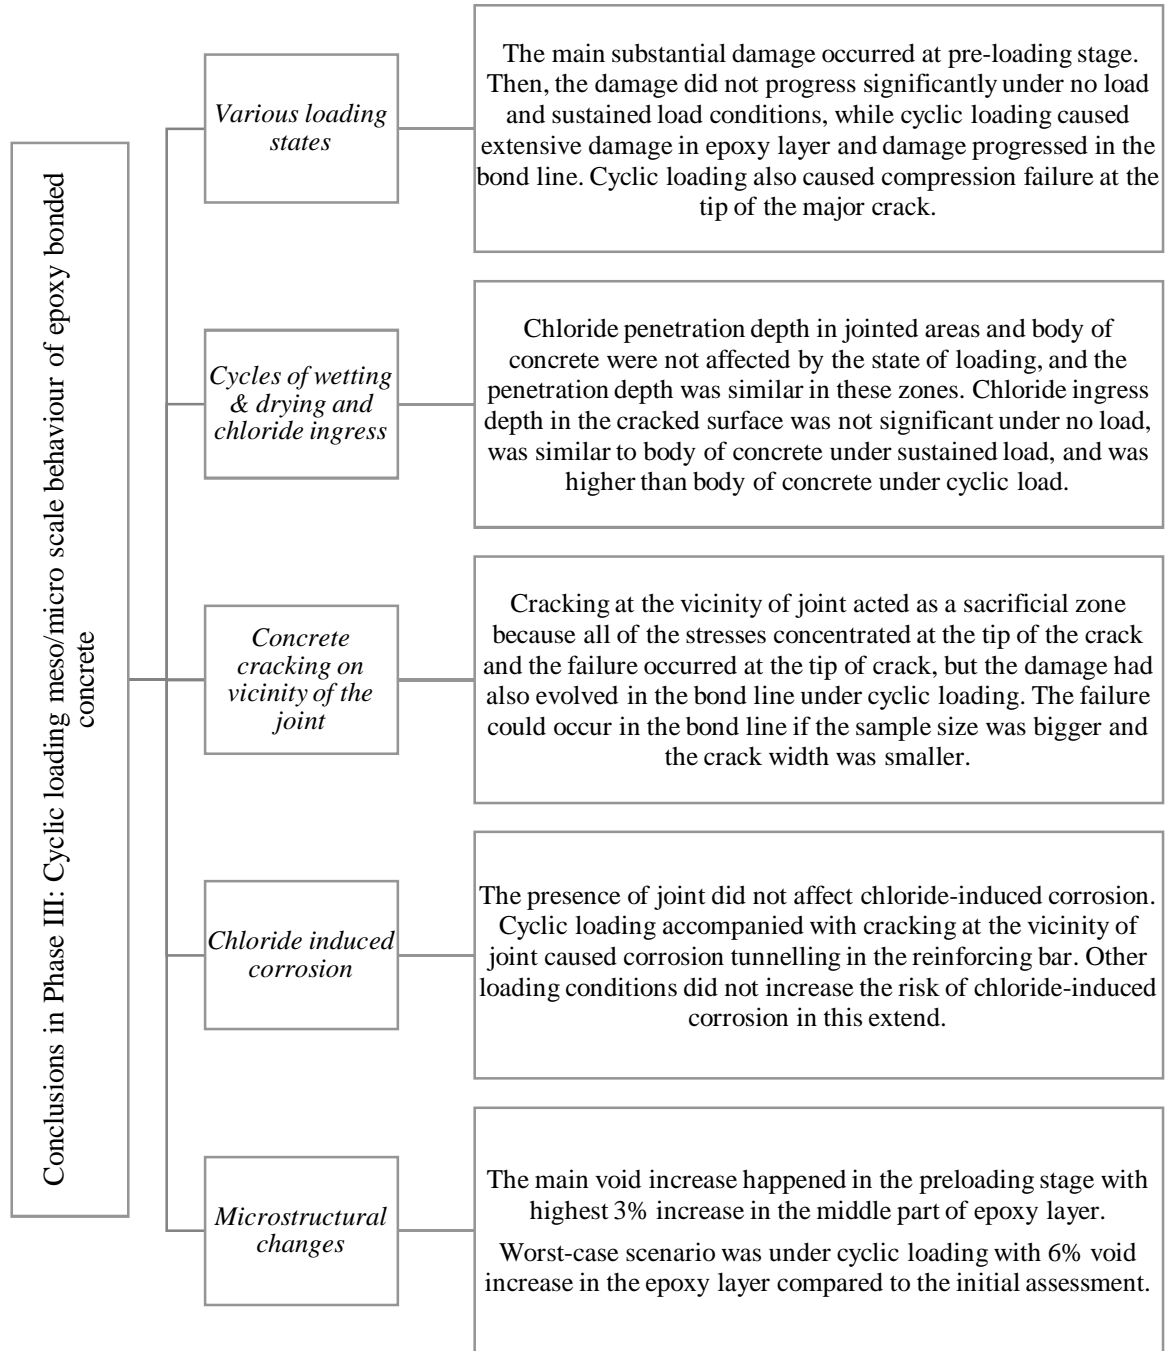 Conclusions in Phase III: Cyclic loading meso/micro scale behaviour of epoxy bonded
concrete
Various loading
states
The main substantial damage occurred at pre-loading stage.
Then, the damage did not progress significantly under no load
and sustained load conditions, while cyclic loading caused
extensive damage in epoxy layer and damage progressed in the
bond line. Cyclic loading also caused compression failure at the
tip of the major crack.
Cycles of wetting
& drying and
chloride ingress
Chloride penetration depth in jointed areas and body of
concrete were not affected by the state of loading, and the
penetration depth was similar in these zones. Chloride ingress
depth in the cracked surface was not significant under no load,
was similar to body of concrete under sustained load, and was
higher than body of concrete under cyclic load.
Concrete
cracking on
vicinity of the
joint
Cracking at the vicinity of joint acted as a sacrificial zone
because all of the stresses concentrated at the tip of the crack
and the failure occurred at the tip of crack, but the damage had
also evolved in the bond line under cyclic loading. The failure
could occur in the bond line if the sample size was bigger and
the crack width was smaller.
Chloride induced
corrosion
The presence of joint did not affect chloride-induced corrosion.
Cyclic loading accompanied with cracking at the vicinity of
joint caused corrosion tunnelling in the reinforcing bar. Other
loading conditions did not increase the risk of chloride-induced
corrosion in this extend.
Microstructural
changes
The main void increase happened in the preloading stage with
highest 3% increase in the middle part of epoxy layer.
Worst-case scenario was under cyclic loading with 6% void
increase in the epoxy layer compared to the initial assessment.